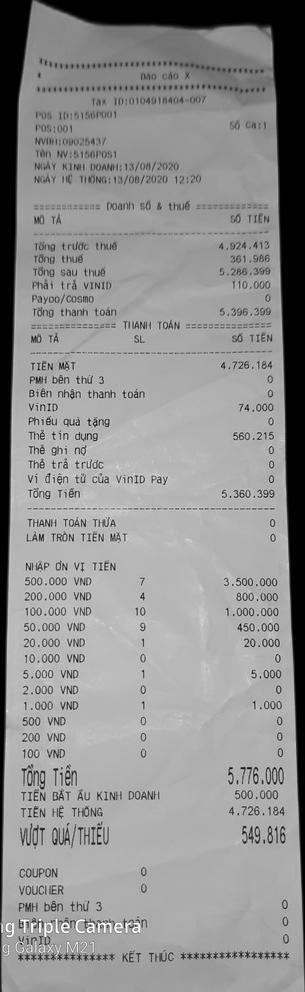 ************************************
* Báo cáo X
************************************
Tax ID:0104918404-007
POS ID:5156P001
POS:001 Số Ca:1
NVBH:09025437
Tên NV:5156POS1
NGÀY KINH DOANH:13/08/2020
NGÀY HỆ THỐNG:13/08/2020 12:20
============ Doanh số & thuế ============
MÔ TẢ SỐ TIỀN
Tổng trước thuế 4.924.413
Tổng thuế 361.986
Tổng sau thuế 5.286.399
Phải trả VINID 110.000
Payoo/Cosmo 0
Tổng thanh toán 5.396.399
=============== THANH TOÁN ===============
MÔ TẢ SL SỐ TIỀN
TIỀN MẶT 4.726.184
PMH bên thứ 3 0
Biên nhận thanh toán 0
VinID 74.000
Phiếu quà tặng 0
Thẻ tín dụng 560.215
Thẻ ghi nợ 0
Thẻ trả trước 0
Ví điện tử của VinID Pay 0
Tổng Tiền 5.360.399
THANH TOÁN THỪA 0
LÀM TRÒN TIỀN MẶT 0
NHẬP ƠN VỊ TIỀN
500.000 VND 7 3.500.000
200.000 VND 4 800.000
100.000 VND 10 1.000.000
50.000 VND 9 450.000
20.000 VND 1 20.000
10.000 VND 0 0
5.000 VND 1 5.000
2.000 VND 0 0
1.000 VND 1 1.000
500 VND 0 0
200 VND 0 0
100 VND 0 0
Tổng Tiền 5.776.000
TIỀN BẮT ẦU KINH DOANH 500.000
TIỀN HỆ THỐNG 4.726.184
VƯỢT QUÁ/THIẾU 549.816
COUPON 0
VOUCHER 0
PMH bên thứ 3 0
Biên nhận thanh toán 0
VinID 0
ng Triple Camera
g Galaxy M21
*************** KẾT THÚC *****************